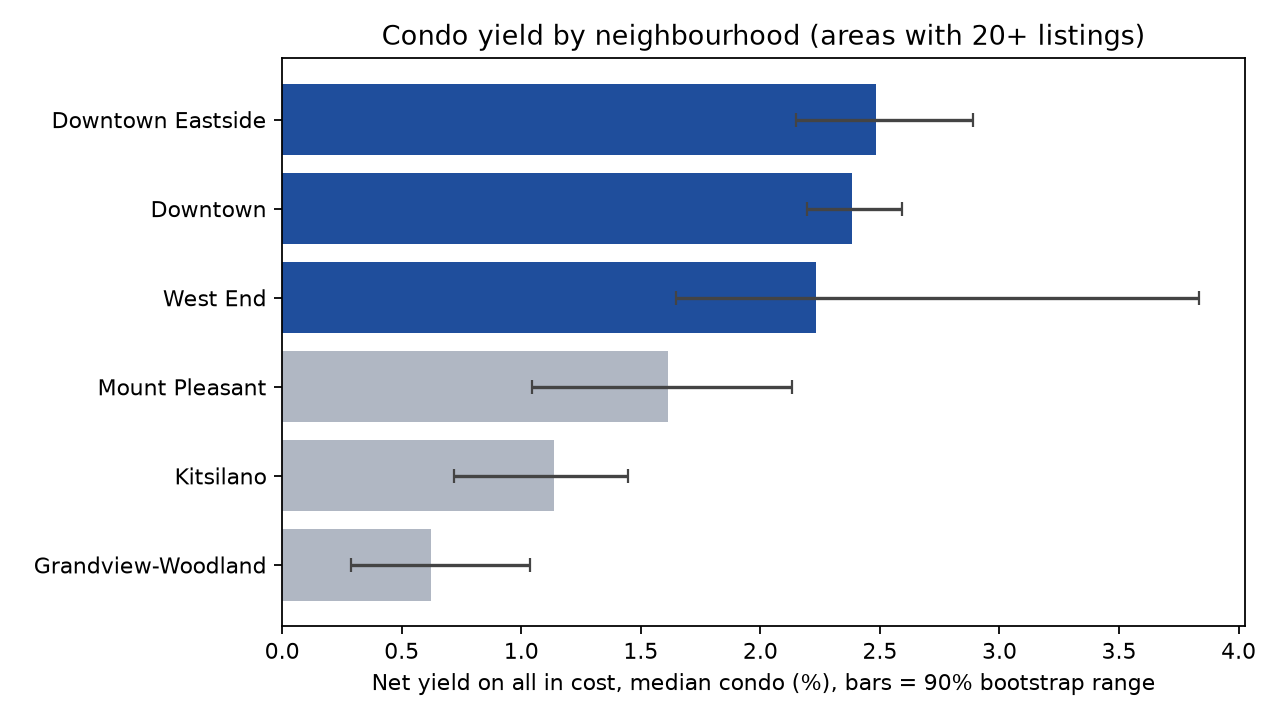 Condo yield by neighbourhood (areas with 20+ listings)
Downtown Eastside
Downtown
West End
Mount Pleasant
Kitsilano
Grandview-Woodland
0.0 0.5 1.0 1.5 2.0 2.5 3.0 3.5 4.0
Net yield on all in cost, median condo (%), bars = 90% bootstrap range